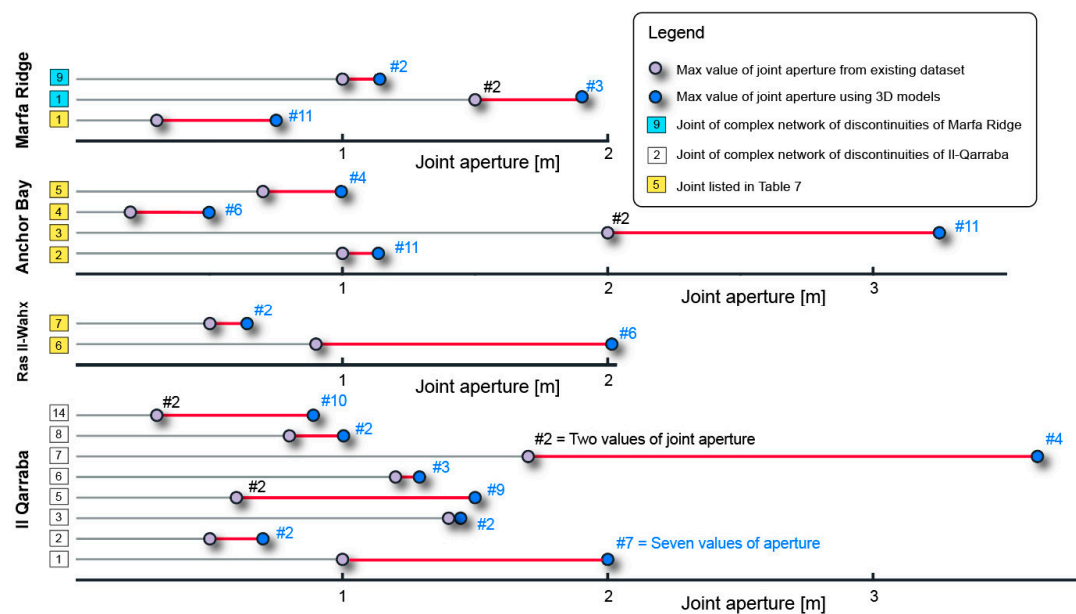 Legend
Max value of joint aperture from existing dataset
Max value of joint aperture using 3D models
9 Joint of complex network of discontinuities of Marfa Ridge
2 Joint of complex network of discontinuities of Il-Qarraba
5 Joint listed in Table 7
Marfa Ridge
9 #2
1 #2 #3
1 #11
1 2
Joint aperture [m]
Anchor Bay
5 #4
4 #6
3 #2 #11
2 #11
1 2 3
Joint aperture [m]
Ras Il-Wahx
7 #2
6 #6
1 2
Joint aperture [m]
Il Qarraba
14 #2 #10
8 #2
7 #2 = Two values of joint aperture #4
6 #3
5 #2 #9
3 #2
2 #2
1 #7 = Seven values of aperture
1 2 3
Joint aperture [m]